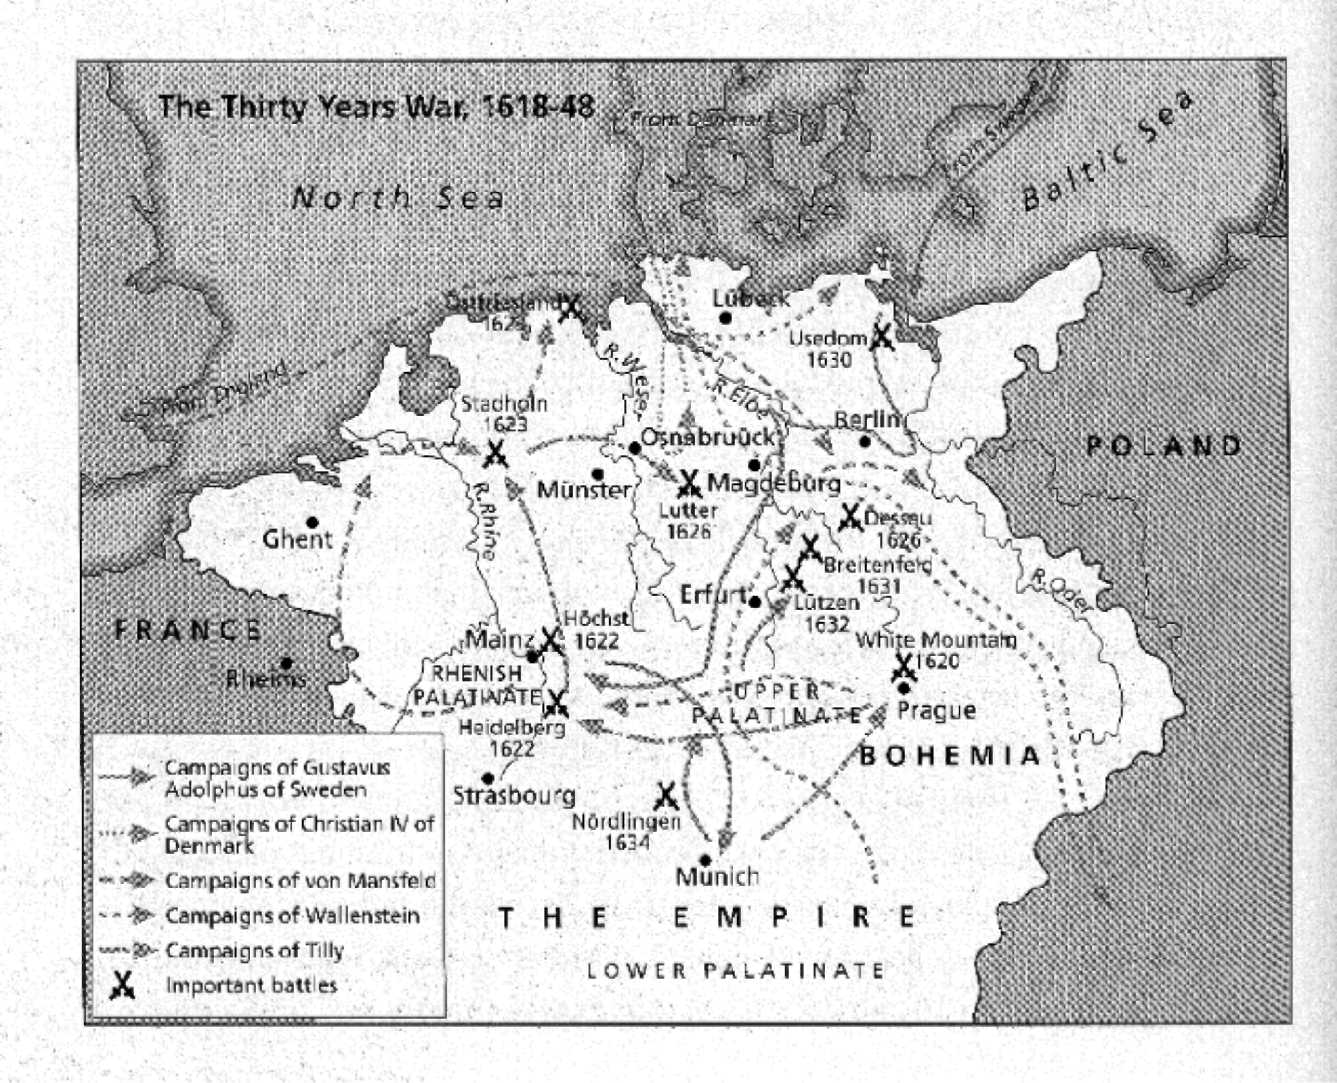 The Thirty Years War, 1618-48
From Denmark
From Sweden
North Sea
Baltic Sea
Ostfriesland
Lübeck
Usedom
1630
R. Weser
From England
R. Elbe
Stadholn
1623
Berlin
Osnabruück
POLAND
Münster
Magdeburg
R. Rhine
Lutter
1626
Dessau
1626
Ghent
Breitenfeld
1631
R. Oder
Erfurt
Lützen
1632
Höchst
1622
FRANCE
Mainz
White Mountain
1620
Rheims
RHENISH
PALATINATE
UPPER
PALATINATE
Prague
Heidelberg
1622
BOHEMIA
Strasbourg
Nördlingen
1634
Munich
THE EMPIRE
LOWER PALATINATE
Campaigns of Gustavus
Adolphus of Sweden
Campaigns of Christian IV of
Denmark
Campaigns of von Mansfeld
Campaigns of Wallenstein
Campaigns of Tilly
Important battles